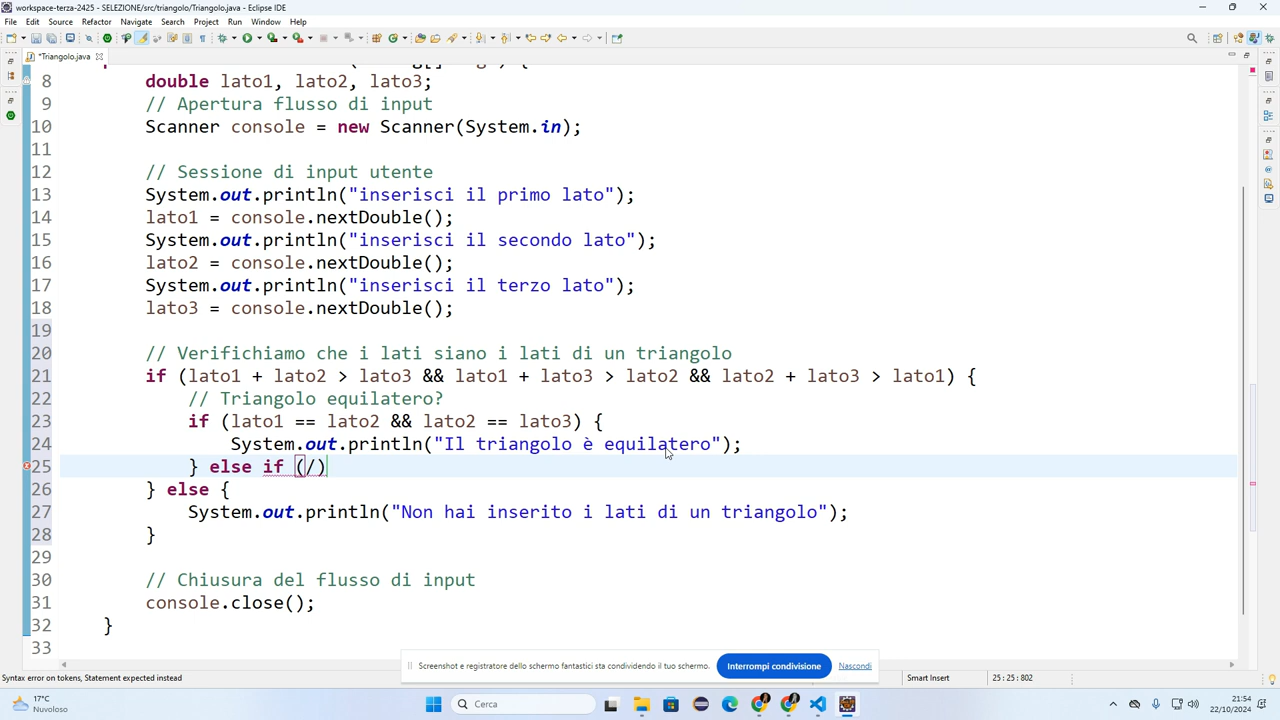 workspace-terza-2425 - SELEZIONE/src/triangolo/Triangolo.java - Eclipse IDE
File Edit Source Refactor Navigate Search Project Run Window Help
*Triangolo.java
8 double lato1, lato2, lato3;
9 // Apertura flusso di input
10 Scanner console = new Scanner(System.in);
11
12 // Sessione di input utente
13 System.out.println("inserisci il primo lato");
14 lato1 = console.nextDouble();
15 System.out.println("inserisci il secondo lato");
16 lato2 = console.nextDouble();
17 System.out.println("inserisci il terzo lato");
18 lato3 = console.nextDouble();
19
20 // Verifichiamo che i lati siano i lati di un triangolo
21 if (lato1 + lato2 > lato3 && lato1 + lato3 > lato2 && lato2 + lato3 > lato1) {
22 // Triangolo equilatero?
23 if (lato1 == lato2 && lato2 == lato3) {
24 System.out.println("Il triangolo è equilatero");
25 } else if (/)
26 } else {
27 System.out.println("Non hai inserito i lati di un triangolo");
28 }
29
30 // Chiusura del flusso di input
31 console.close();
32 }
33
Screenshot e registratore dello schermo fantastici sta condividendo il tuo schermo. Interrompi condivisione Nascondi
Syntax error on tokens, Statement expected instead Smart Insert 25 : 25 : 802
17°C
Nuvoloso
Cerca
21:54
22/10/2024